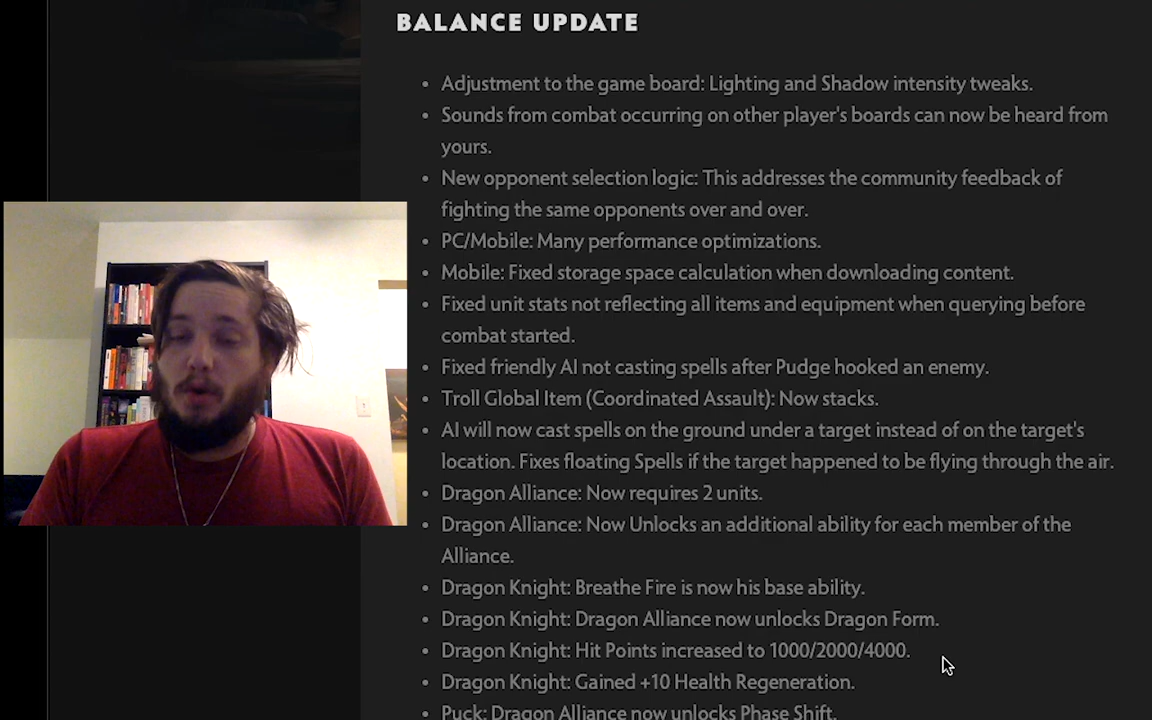 BALANCE UPDATE
• Adjustment to the game board: Lighting and Shadow intensity tweaks.
• Sounds from combat occurring on other player's boards can now be heard from
yours.
• New opponent selection logic: This addresses the community feedback of
fighting the same opponents over and over.
• PC/Mobile: Many performance optimizations.
• Mobile: Fixed storage space calculation when downloading content.
• Fixed unit stats not reflecting all items and equipment when querying before
combat started.
• Fixed friendly AI not casting spells after Pudge hooked an enemy.
• Troll Global Item (Coordinated Assault): Now stacks.
• AI will now cast spells on the ground under a target instead of on the target's
location. Fixes floating Spells if the target happened to be flying through the air.
• Dragon Alliance: Now requires 2 units.
• Dragon Alliance: Now Unlocks an additional ability for each member of the
Alliance.
• Dragon Knight: Breathe Fire is now his base ability.
• Dragon Knight: Dragon Alliance now unlocks Dragon Form.
• Dragon Knight: Hit Points increased to 1000/2000/4000.
• Dragon Knight: Gained +10 Health Regeneration.
• Puck: Dragon Alliance now unlocks Phase Shift.